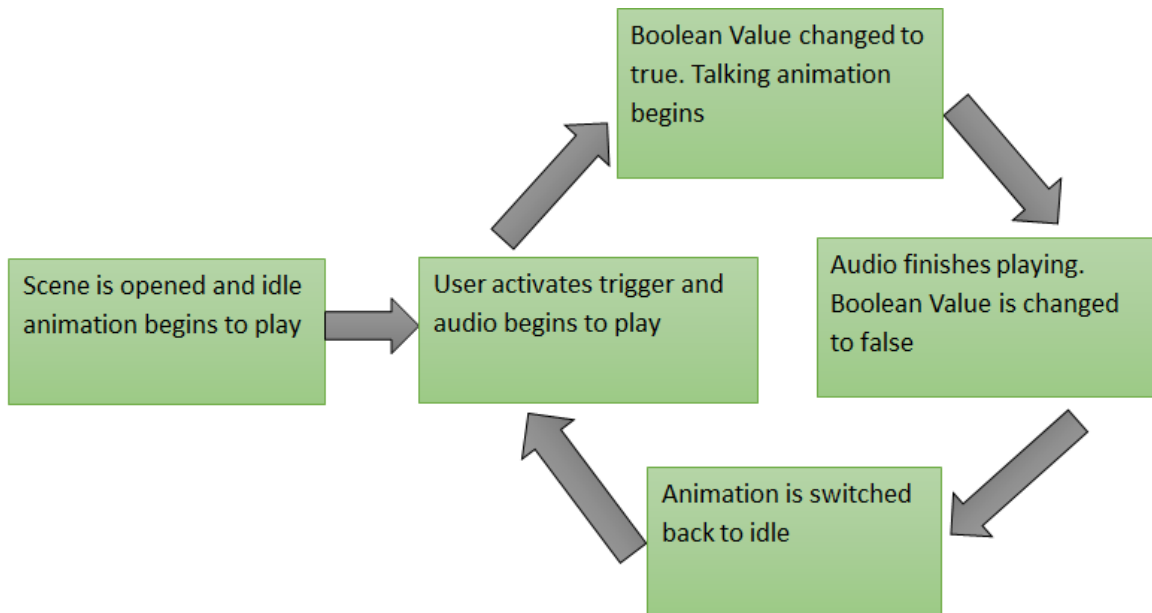 Scene is opened and idle
animation begins to play
User activates trigger and
audio begins to play
Boolean Value changed to
true. Talking animation
begins
Audio finishes playing.
Boolean Value is changed
to false
Animation is switched
back to idle